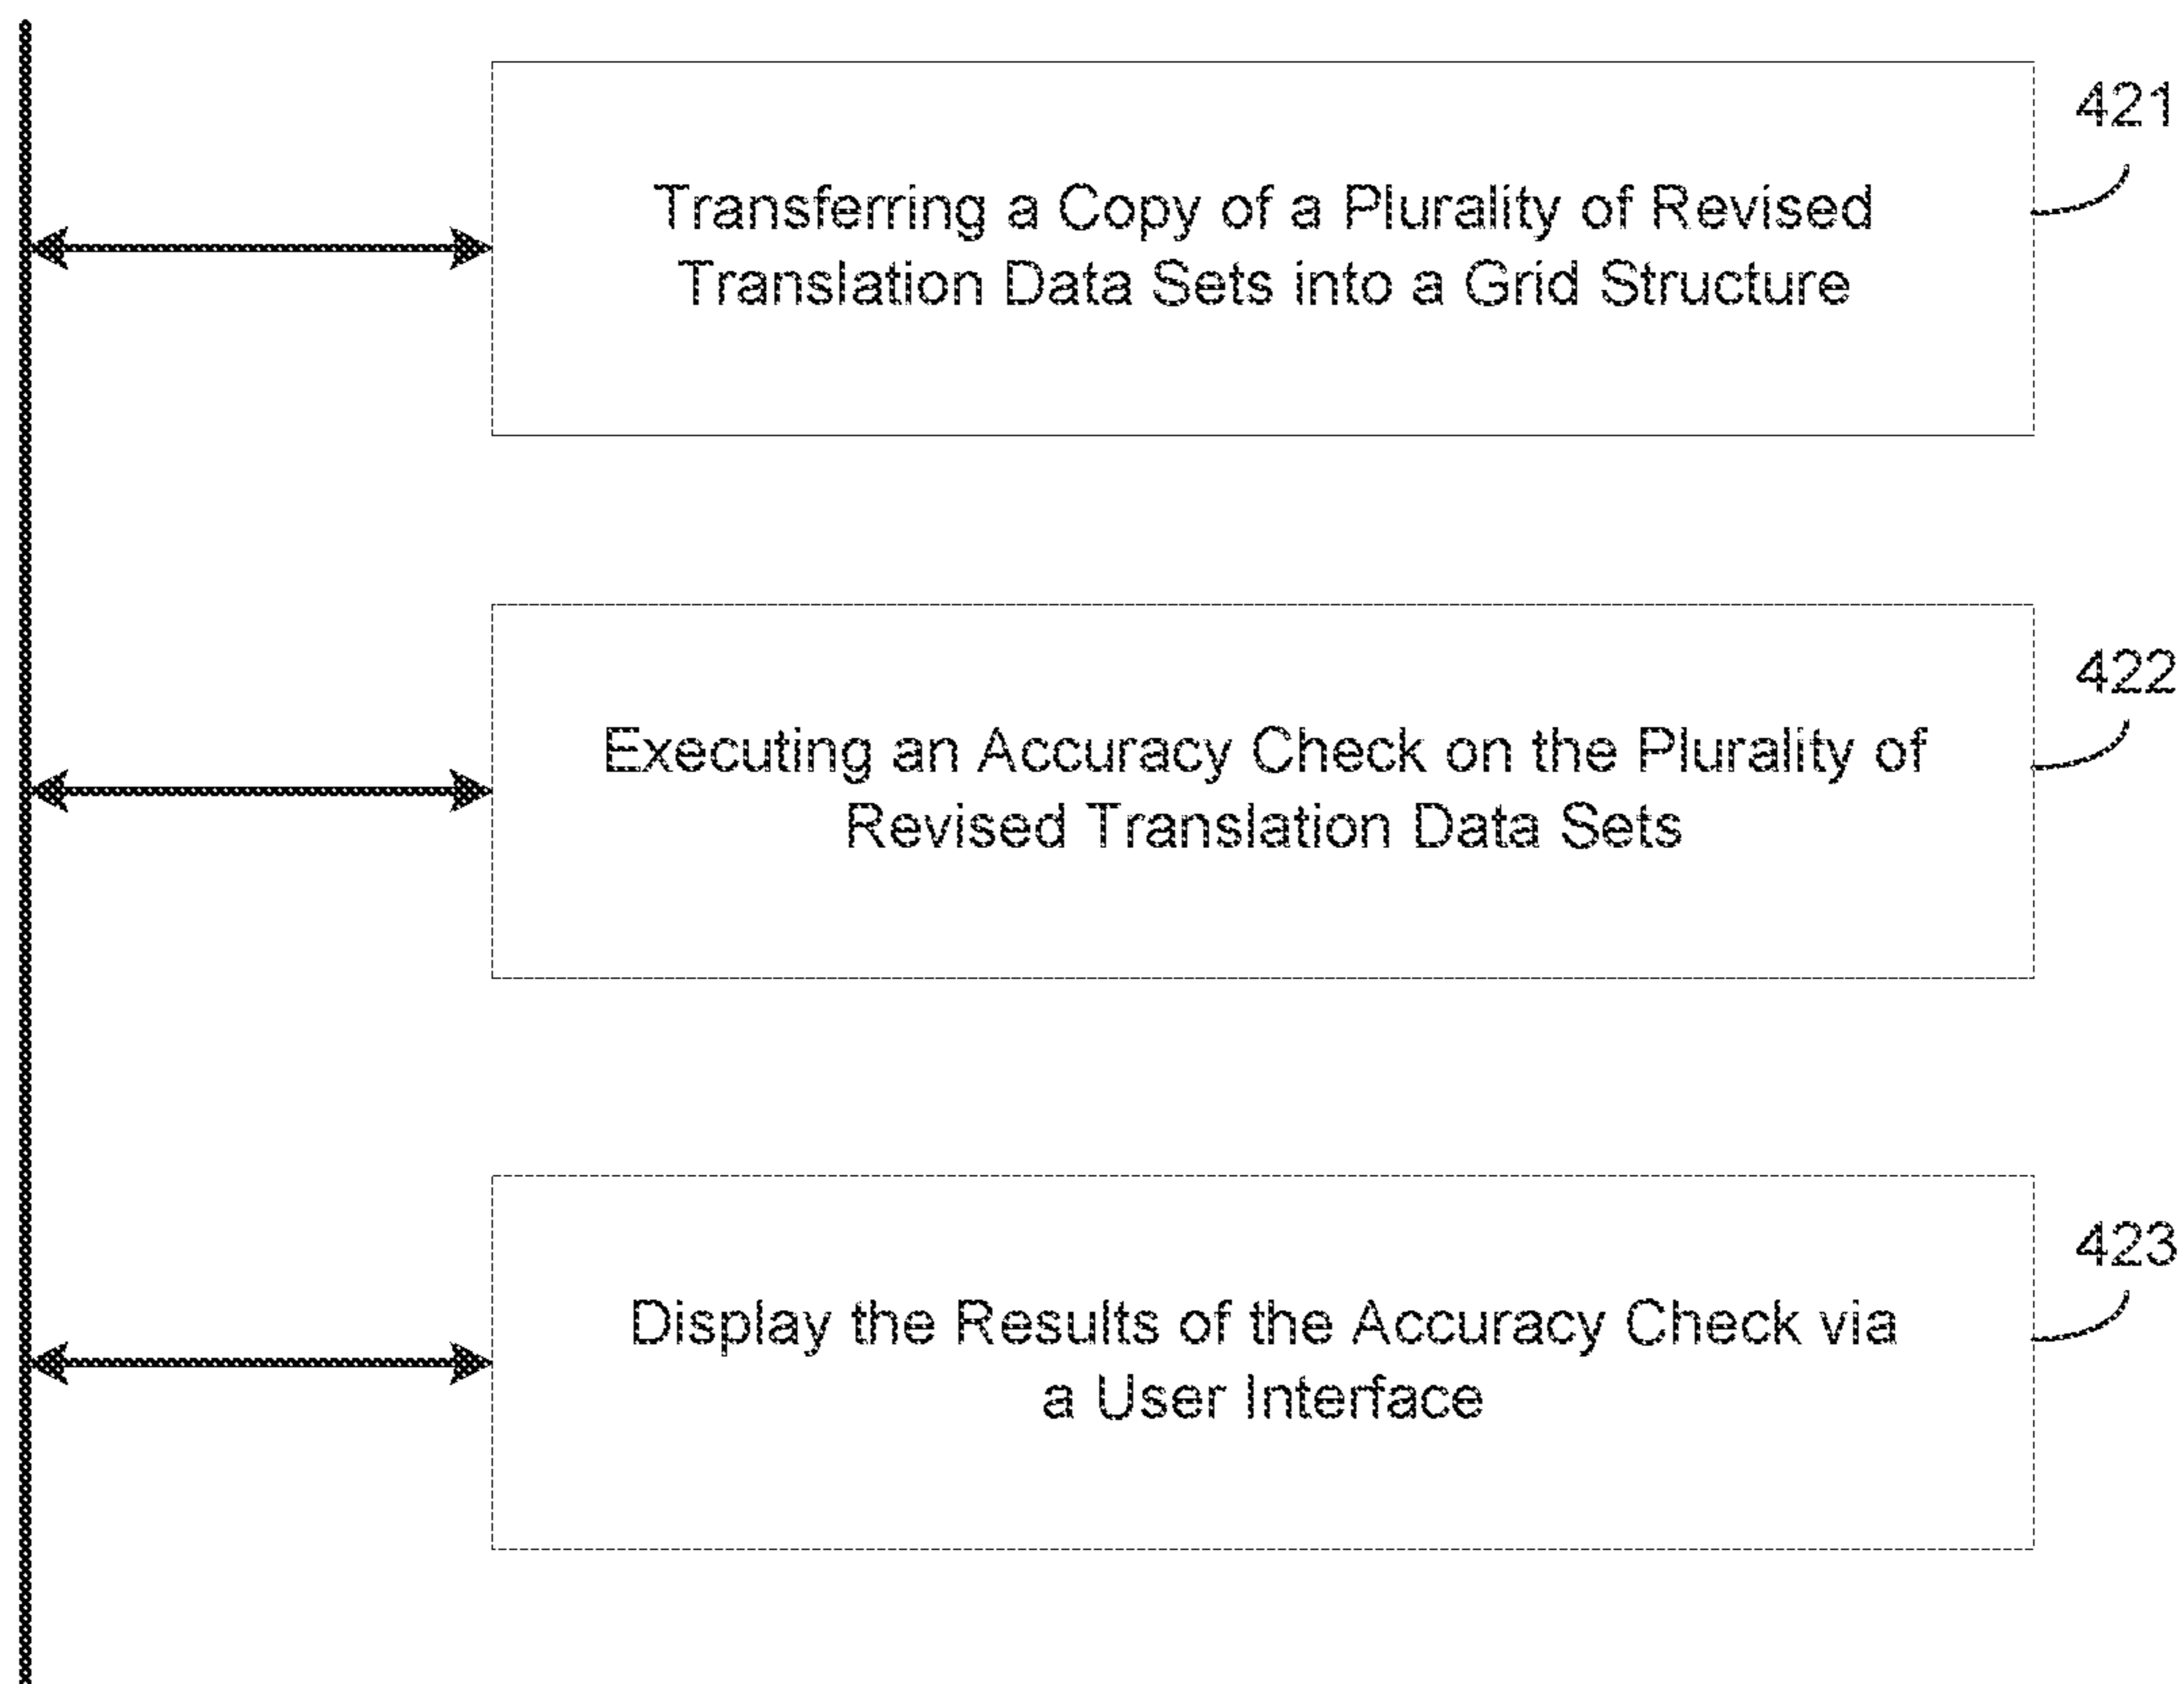 421
Transferring a Copy of a Plurality of Revised
Translation Data Sets into a Grid Structure
422
Executing an Accuracy Check on the Plurality of
Revised Translation Data Sets
423
Display the Results of the Accuracy Check via
a User Interface